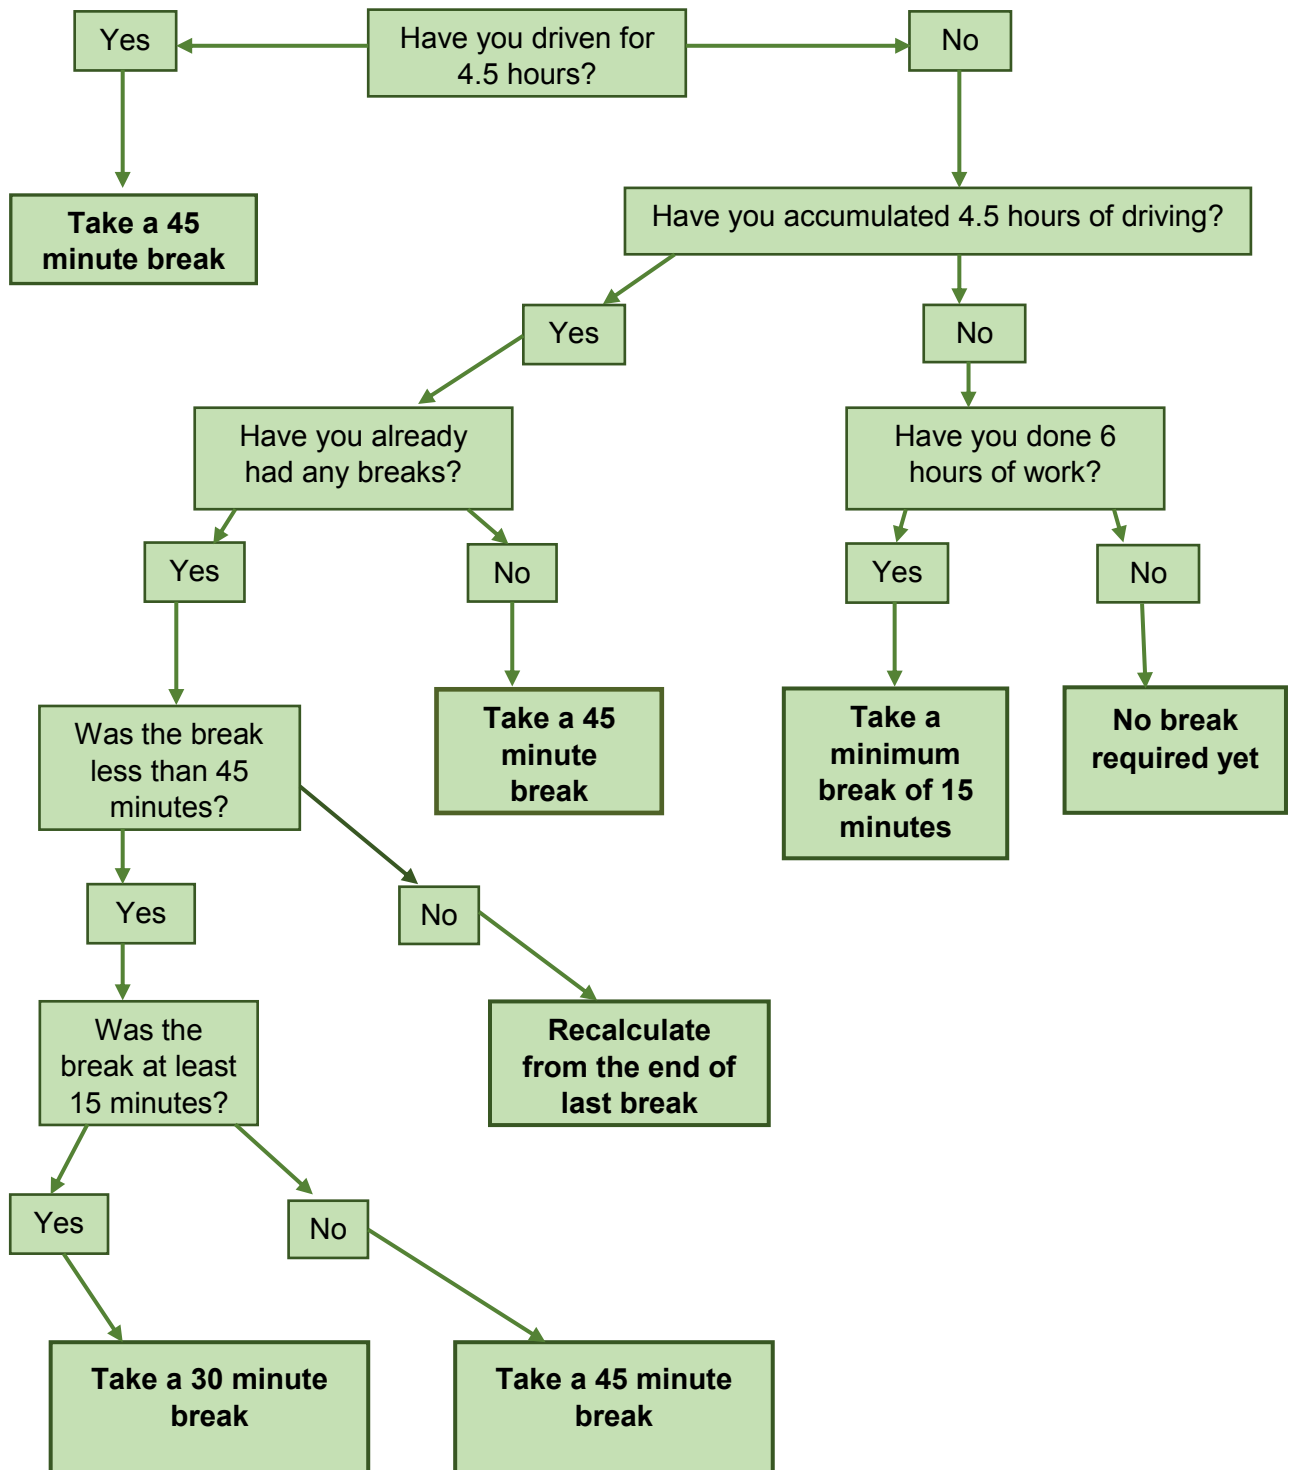 Yes
Have you driven for
4.5 hours?
No
Take a 45
minute break
Have you accumulated 4.5 hours of driving?
Yes
No
Have you already
had any breaks?
Have you done 6
hours of work?
Yes
No
Yes
No
Was the break
less than 45
minutes?
Take a 45
minute
break
Take a
minimum
break of 15
minutes
No break
required yet
Yes
No
Was the
break at least
15 minutes?
Recalculate
from the end of
last break
Yes
No
Take a 30 minute
break
Take a 45 minute
break